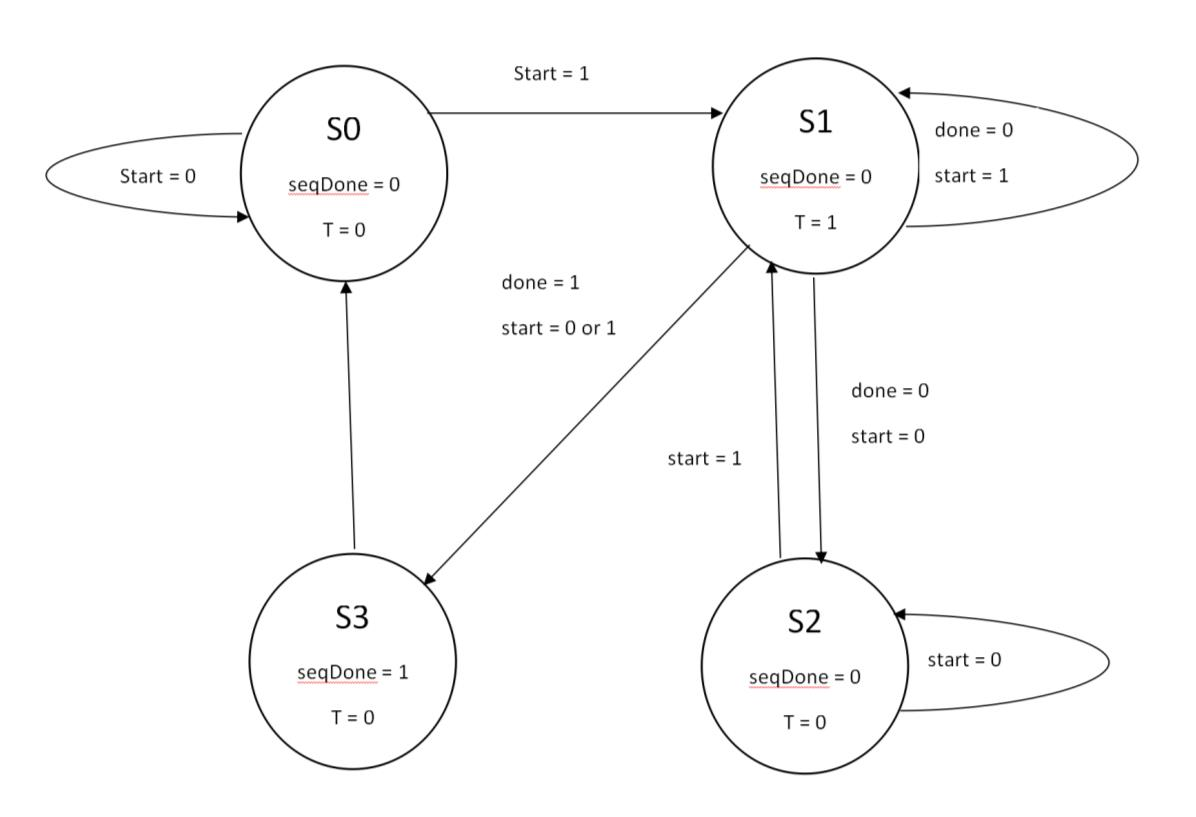 Start = 1
S0
seqDone = 0
T = 0
Start = 0
S1
seqDone = 0
T = 1
done = 0
start = 1
done = 1
start = 0 or 1
done = 0
start = 0
start = 1
S3
seqDone = 1
T = 0
S2
seqDone = 0
T = 0
start = 0